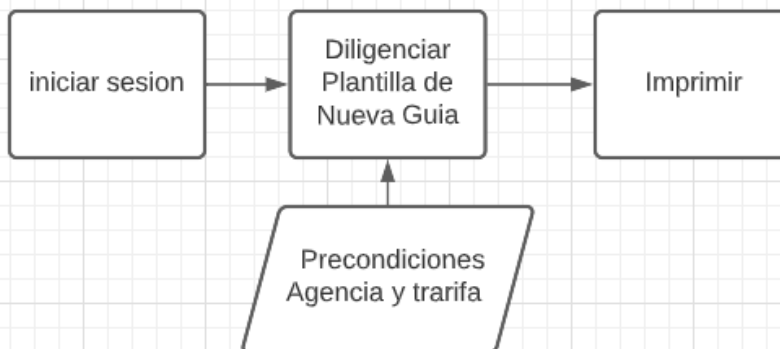 iniciar sesion
Diligenciar
Plantilla de
Nueva Guia
Imprimir
Precondiciones
Agencia y trarifa